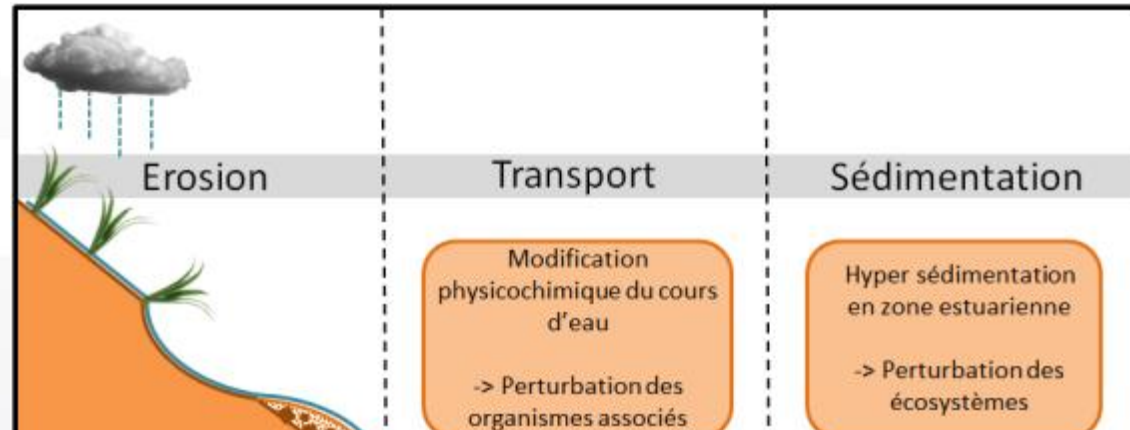 Erosion
Transport
Sédimentation
Modification
physicochimique du cours
d'eau
-> Perturbation des
organismes associés
Hyper sédimentation
en zone estuarienne
-> Perturbation des
écosystèmes